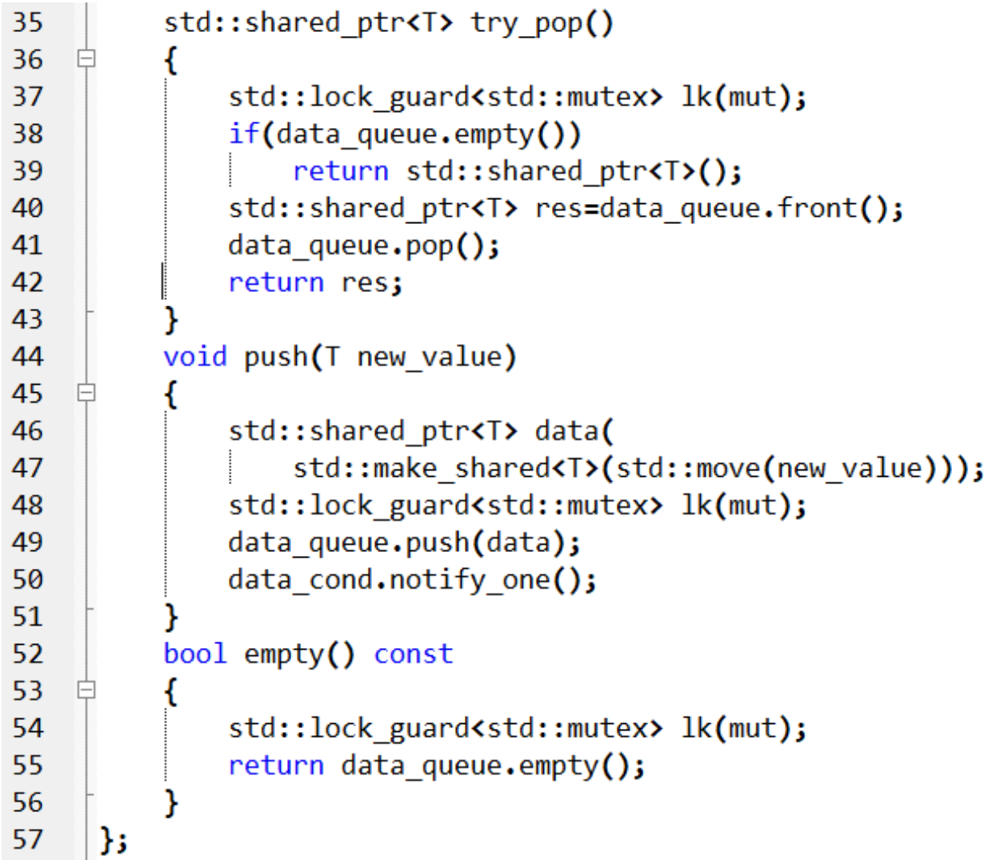 35 std::shared_ptr<T> try_pop()
36 {
37 std::lock_guard<std::mutex> lk(mut);
38 if(data_queue.empty())
39 return std::shared_ptr<T>();
40 std::shared_ptr<T> res=data_queue.front();
41 data_queue.pop();
42 return res;
43 }
44 void push(T new_value)
45 {
46 std::shared_ptr<T> data(
47 std::make_shared<T>(std::move(new_value)));
48 std::lock_guard<std::mutex> lk(mut);
49 data_queue.push(data);
50 data_cond.notify_one();
51 }
52 bool empty() const
53 {
54 std::lock_guard<std::mutex> lk(mut);
55 return data_queue.empty();
56 }
57 };